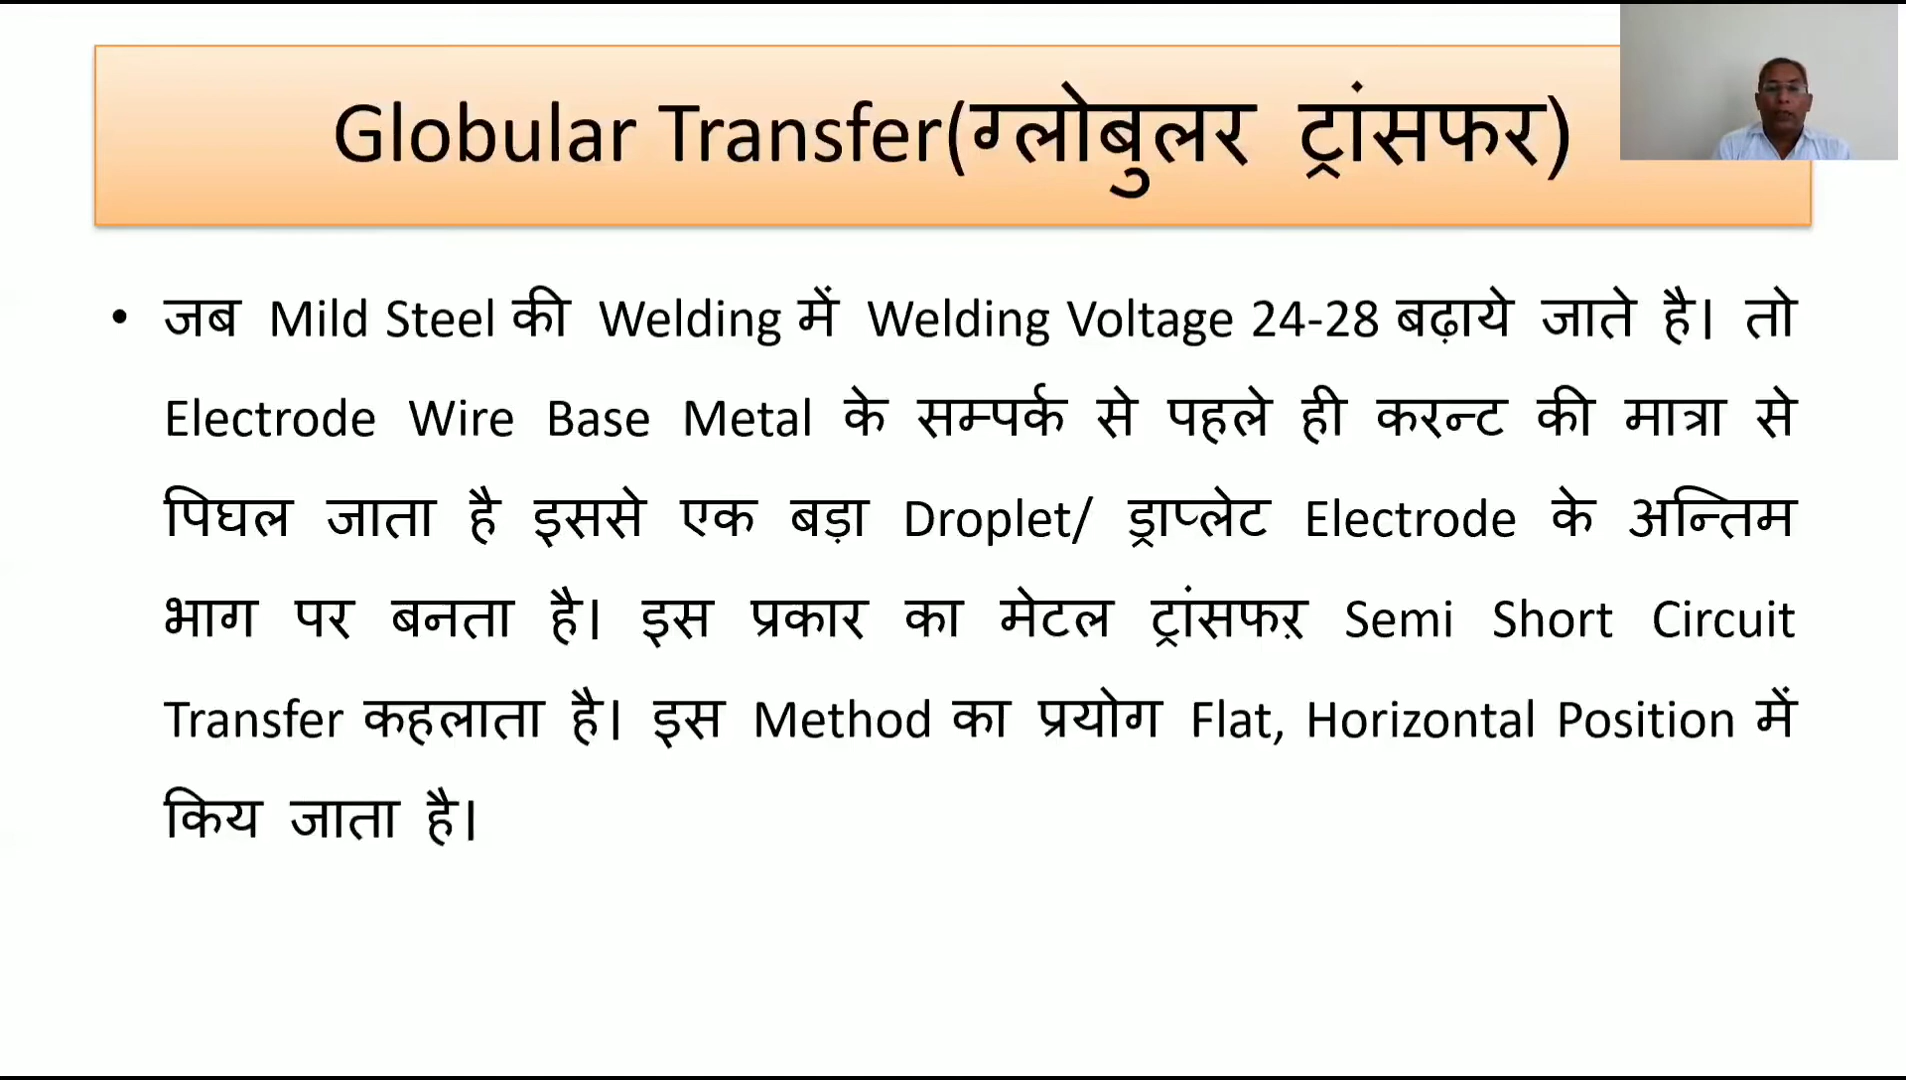 Globular Transfer(ग्लोबुलर ट्रांसफर)
• जब Mild Steel की Welding में Welding Voltage 24-28 बढ़ाये जाते है। तो
Electrode Wire Base Metal के सम्पर्क से पहले ही करन्ट की मात्रा से
पिघल जाता है इससे एक बड़ा Droplet/ ड्राप्लेट Electrode के अन्तिम
भाग पर बनता है। इस प्रकार का मेटल ट्रांसफऱ Semi Short Circuit
Transfer कहलाता है। इस Method का प्रयोग Flat, Horizontal Position में
किय जाता है।